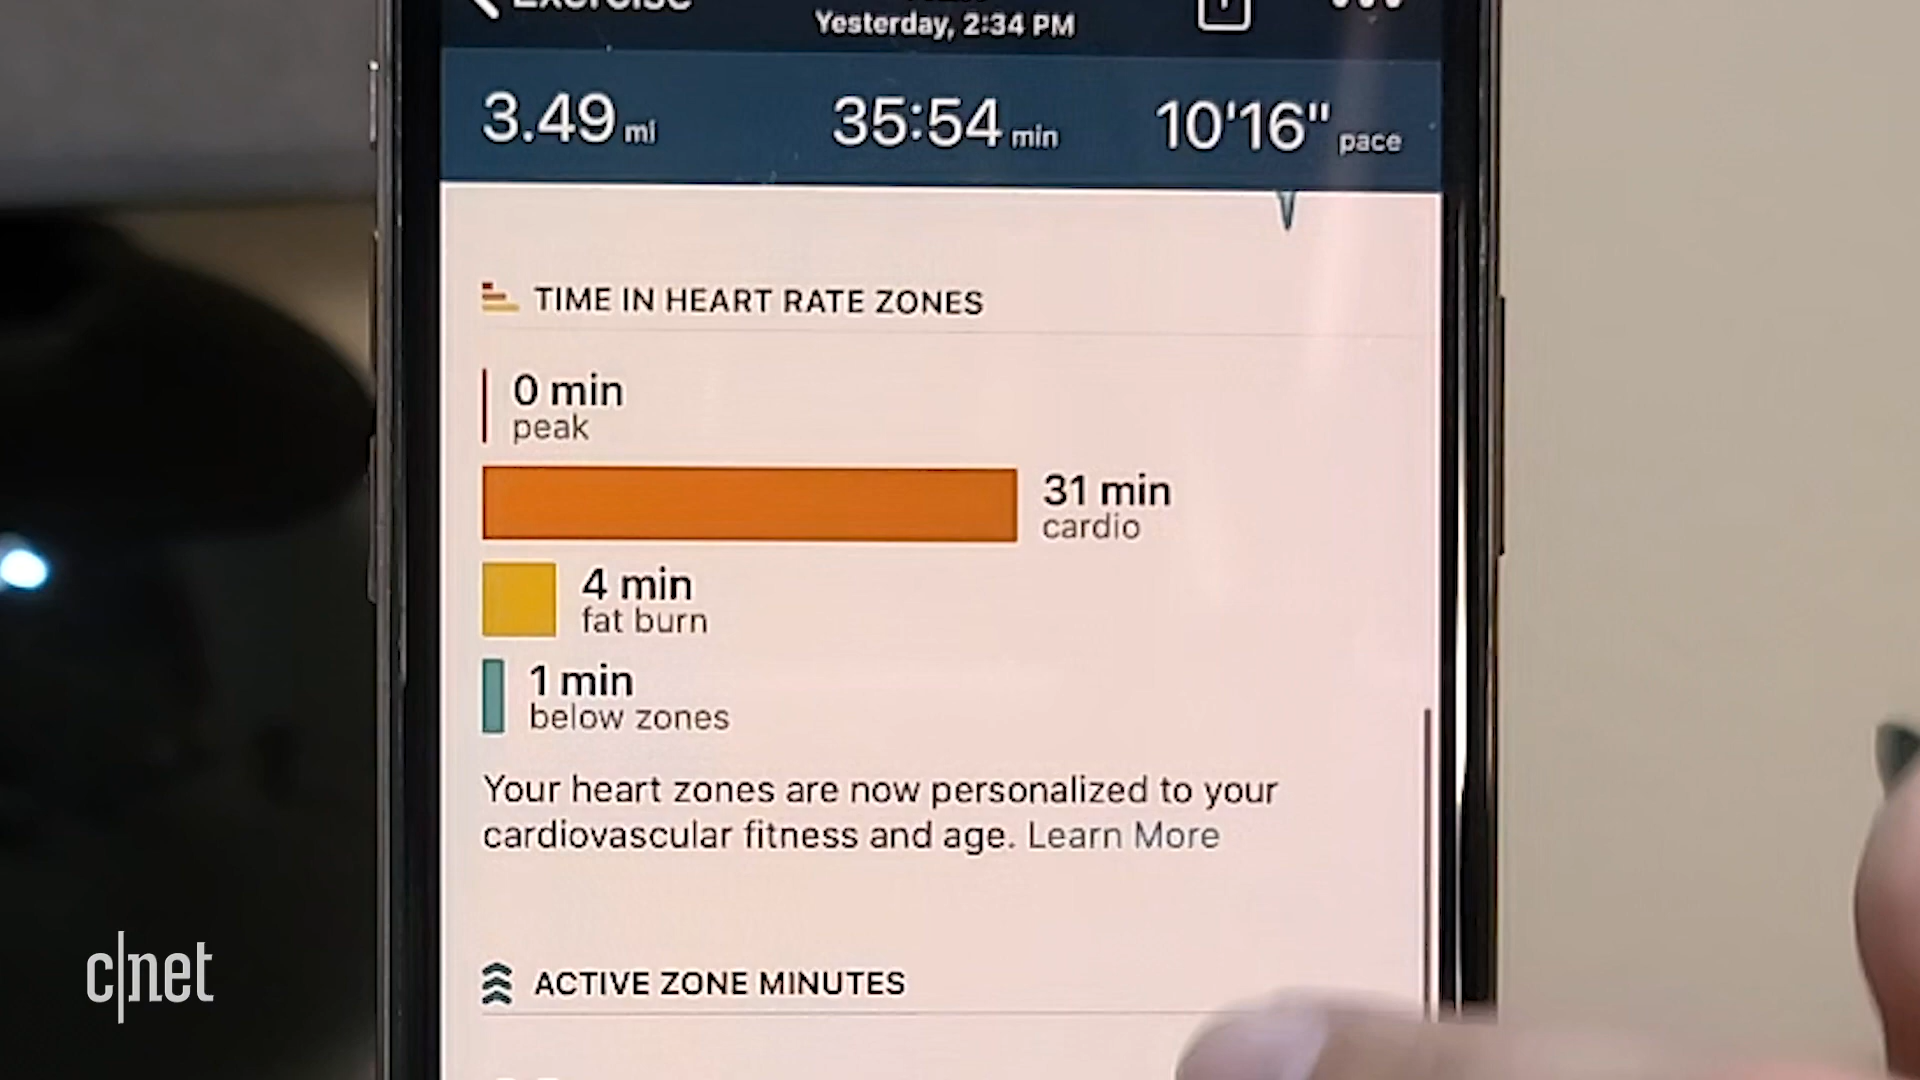 Exercise
Yesterday, 2:34 PM
3.49 mi
35:54 min
10'16" pace
TIME IN HEART RATE ZONES
0 min
peak
31 min
cardio
4 min
fat burn
1 min
below zones
Your heart zones are now personalized to your
cardiovascular fitness and age. Learn More
ACTIVE ZONE MINUTES
c|net